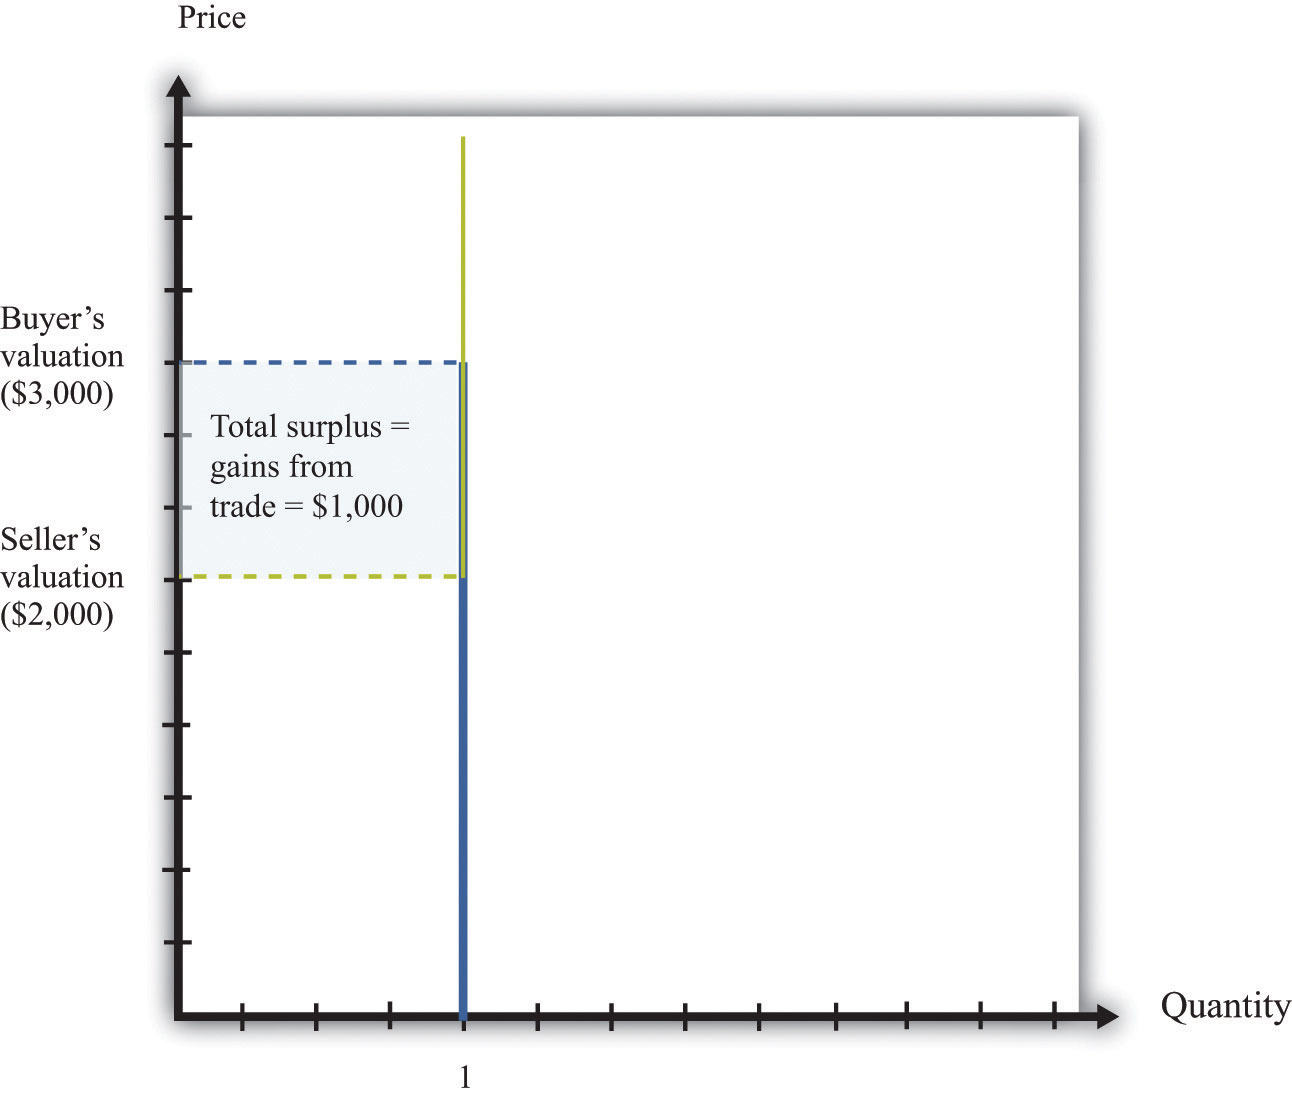 Price
Buyer’s
valuation
($3,000)
Total surplus =
gains from
trade = $1,000
Seller’s
valuation
($2,000)
Quantity
1